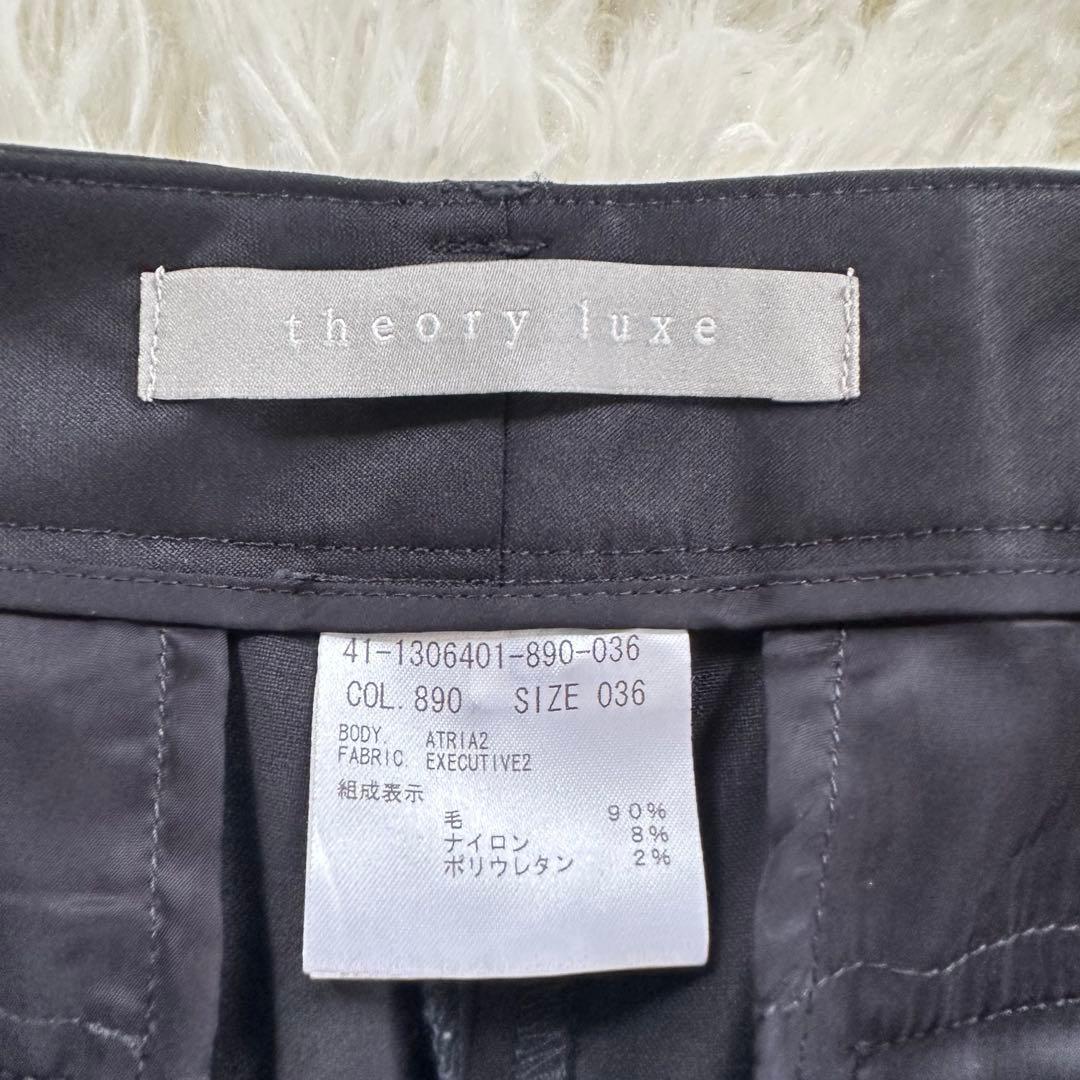 theory luxe
41-1306401-890-036
COL. 890 SIZE 036
BODY. ATRIA2
FABRIC. EXECUTIVE2
組成表示
毛 90%
ナイロン 8%
ポリウレタン 2%